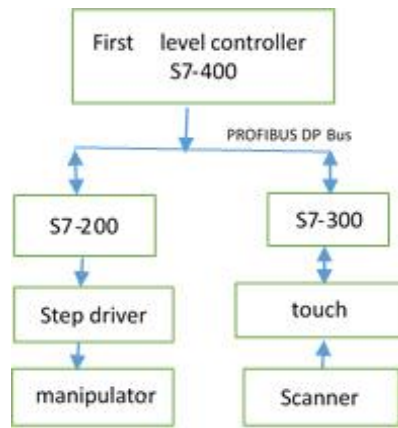 First level controller
S7-400
PROFIBUS DP Bus
S7-200
S7-300
Step driver
touch
manipulator
Scanner